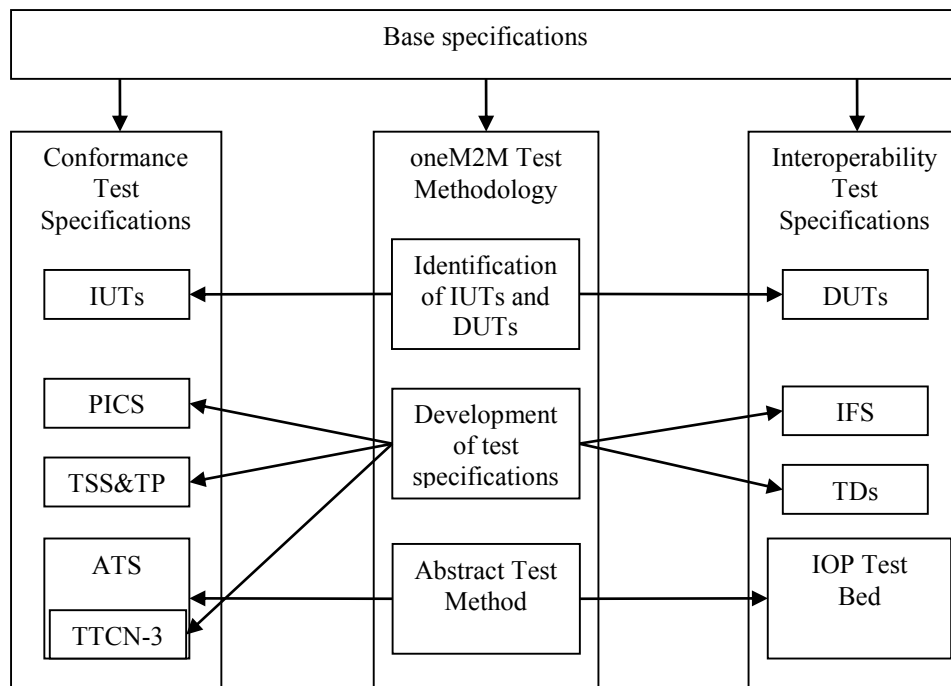 Base specifications
Conformance
Test
Specifications
IUTs
PICS
TSS&TP
ATS
TTCN-3
oneM2M Test
Methodology
Identification
of IUTs and
DUTs
Development
of test
specifications
Abstract Test
Method
Interoperability
Test
Specifications
DUTs
IFS
TDs
IOP Test
Bed